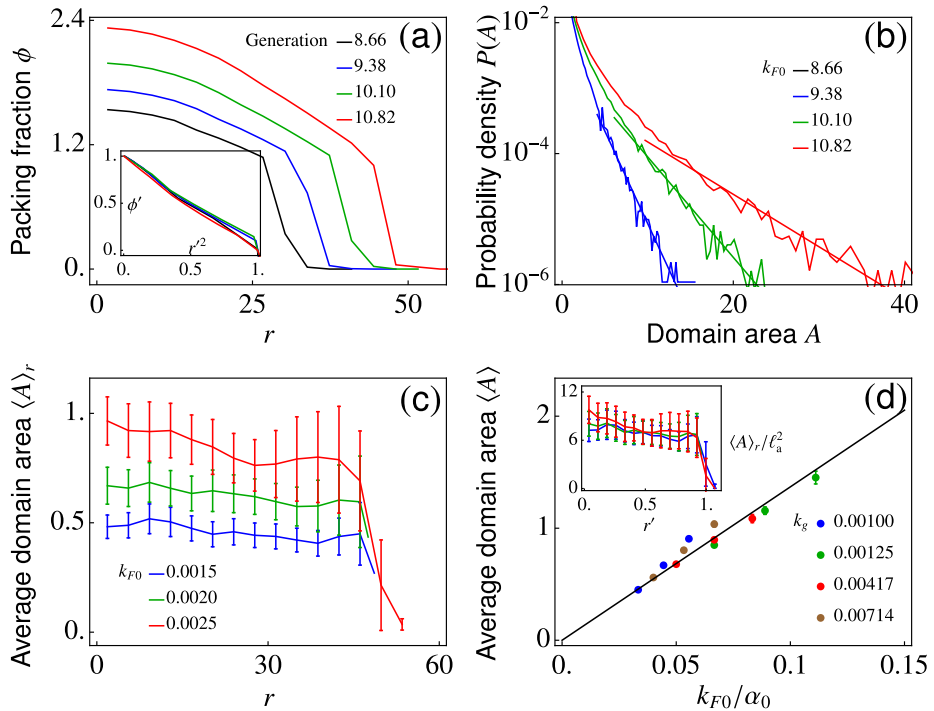 (a)
Packing fraction ϕ
2.4
1.2
0.
Generation 8.66
9.38
10.10
10.82
1
0.5
0.
ϕ′
r′²
0. 0.5 1.
0 25 50
r
(b)
Probability density P(A)
10⁻²
10⁻⁴
10⁻⁶
k_F0 8.66
9.38
10.10
10.82
0 20 40
Domain area A
(c)
Average domain area ⟨A⟩_r
1.
0.5
0.
k_F0 0.0015
0.0020
0.0025
0 30 60
r
(d)
Average domain area ⟨A⟩
2
1
0
12
6
0
⟨A⟩_r/ℓ_a²
0. 0.5 1.
r′
k_g 0.00100
0.00125
0.00417
0.00714
0. 0.05 0.1 0.15
k_F0/α₀